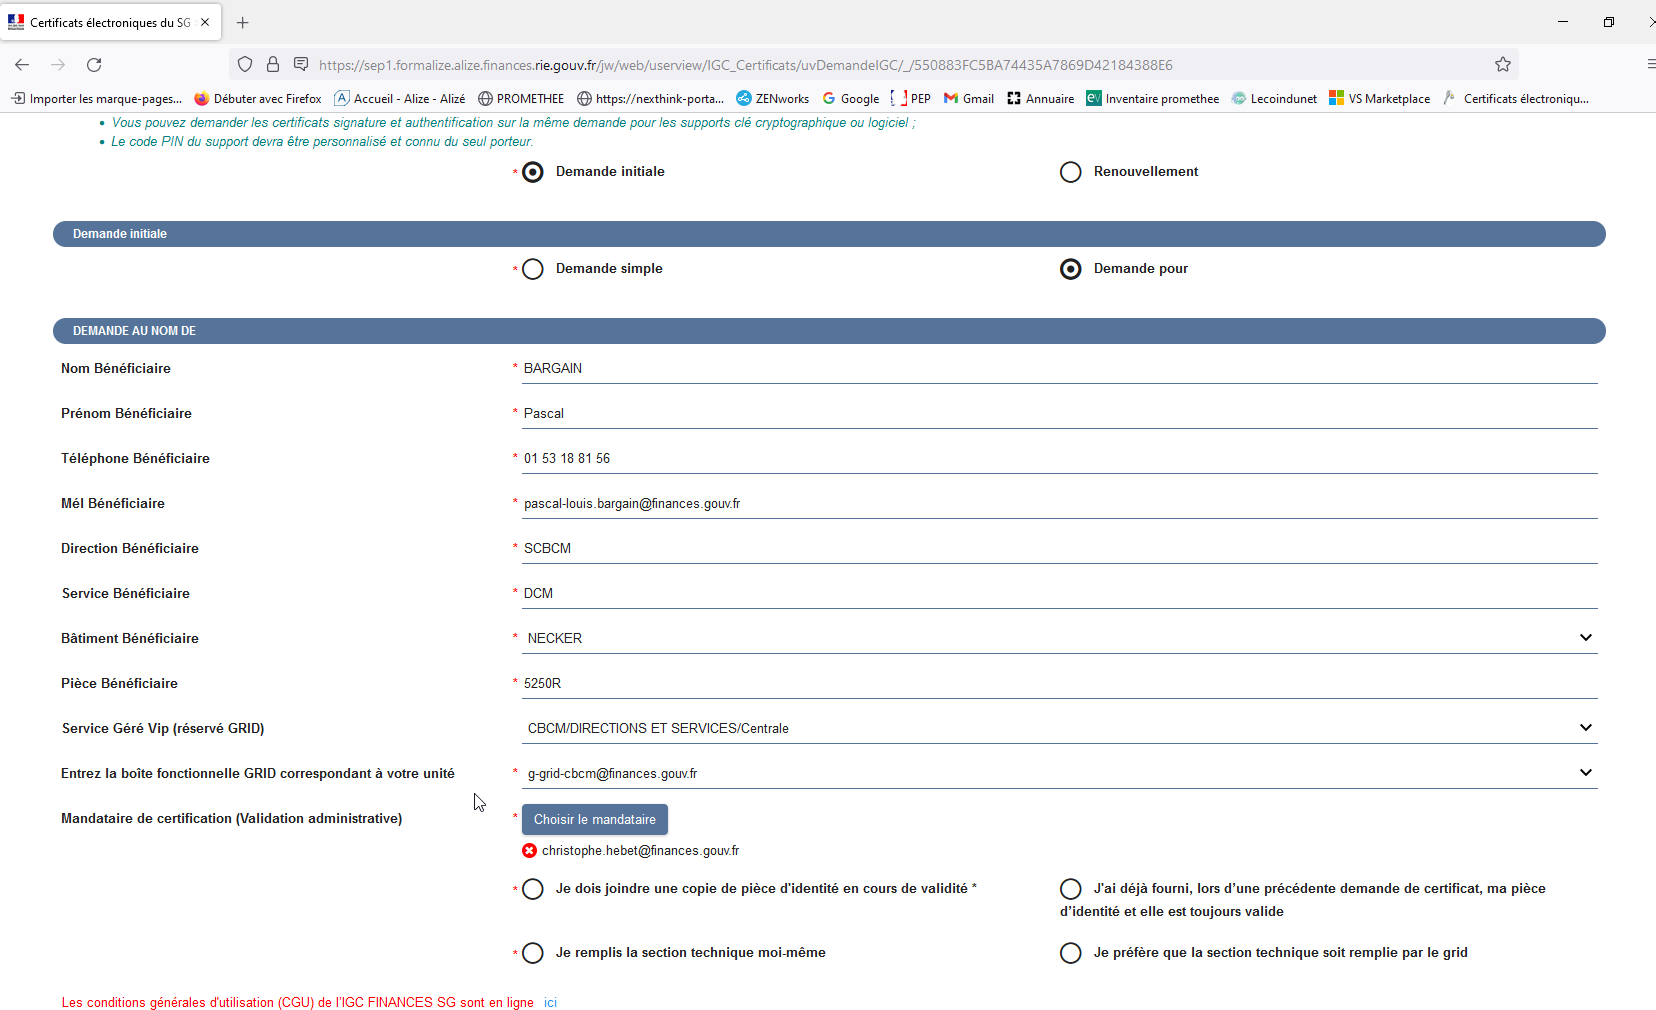 Certificats électroniques du SG
https://sep1.formalize.alize.finances.rie.gouv.fr/jw/web/userview/IGC_Certificats/uvDemandeIGC/_/550883FC5BA74435A7869D42184388E6
Importer les marque-pages... Débuter avec Firefox Accueil - Alize - Alizé PROMETHEE https://nexthink-porta... ZENworks Google PEP Gmail Annuaire Inventaire promethee Lecoindunet VS Marketplace Certificats électroniqu...
• Vous pouvez demander les certificats signature et authentification sur la même demande pour les supports clé cryptographique ou logiciel ;
• Le code PIN du support devra être personnalisé et connu du seul porteur.
* Demande initiale Renouvellement
Demande initiale
* Demande simple Demande pour
DEMANDE AU NOM DE
Nom Bénéficiaire * BARGAIN
Prénom Bénéficiaire * Pascal
Téléphone Bénéficiaire * 01 53 18 81 56
Mél Bénéficiaire * pascal-louis.bargain@finances.gouv.fr
Direction Bénéficiaire * SCBCM
Service Bénéficiaire * DCM
Bâtiment Bénéficiaire * NECKER
Pièce Bénéficiaire * 5250R
Service Géré Vip (réservé GRID) CBCM/DIRECTIONS ET SERVICES/Centrale
Entrez la boîte fonctionnelle GRID correspondant à votre unité * g-grid-cbcm@finances.gouv.fr
Mandataire de certification (Validation administrative) * Choisir le mandataire
christophe.hebet@finances.gouv.fr
* Je dois joindre une copie de pièce d'identité en cours de validité * J'ai déjà fourni, lors d’une précédente demande de certificat, ma pièce
d’identité et elle est toujours valide
* Je remplis la section technique moi-même Je préfère que la section technique soit remplie par le grid
Les conditions générales d'utilisation (CGU) de l'IGC FINANCES SG sont en ligne ici